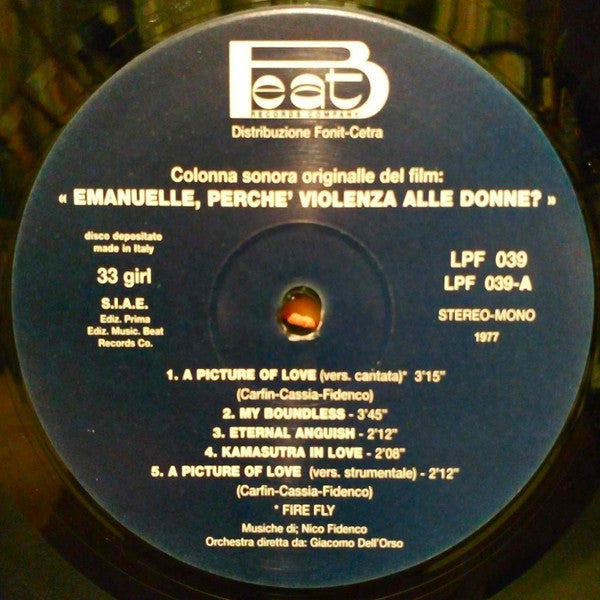 Beat
RECORDS COMPANY
Distribuzione Fonit-Cetra
Colonna sonora originalle del film:
« EMANUELLE, PERCHE' VIOLENZA ALLE DONNE? »
disco depositato
made in Italy
33 girl
S.I.A.E.
Ediz. Prima
Ediz. Music. Beat
Records Co.
LPF 039
LPF 039-A
STEREO-MONO
1977
1. A PICTURE OF LOVE (vers. cantata)* 3'15"
(Carfin-Cassia-Fidenco)
2. MY BOUNDLESS - 3'45"
3. ETERNAL ANGUISH - 2'12"
4. KAMASUTRA IN LOVE - 2'08"
5. A PICTURE OF LOVE (vers. strumentale) - 2'12"
(Carfin-Cassia-Fidenco)
* FIRE FLY
Musiche di; Nico Fidenco
Orchestra diretta da: Giacomo Dell'Orso